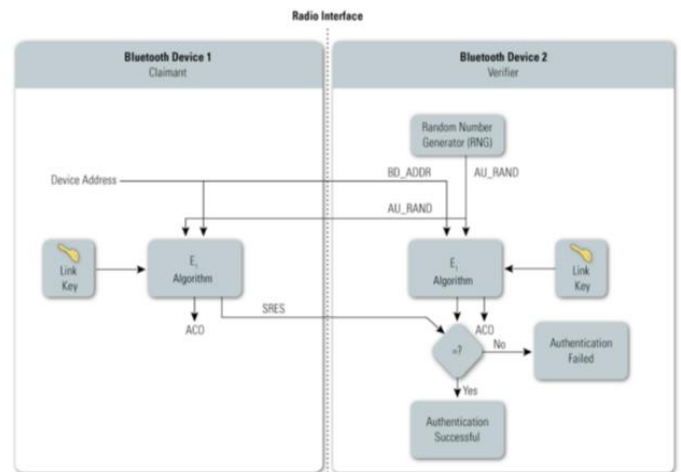 Radio Interface
Bluetooth Device 1
Claimant
Bluetooth Device 2
Verifier
Random Number
Generator (RNG)
Device Address
BD_ADDR
AU_RAND
AU_RAND
Link
Key
E1
Algorithm
E1
Algorithm
Link
Key
ACO
SRES
ACO
=?
No
Authentication
Failed
Yes
Authentication
Successful